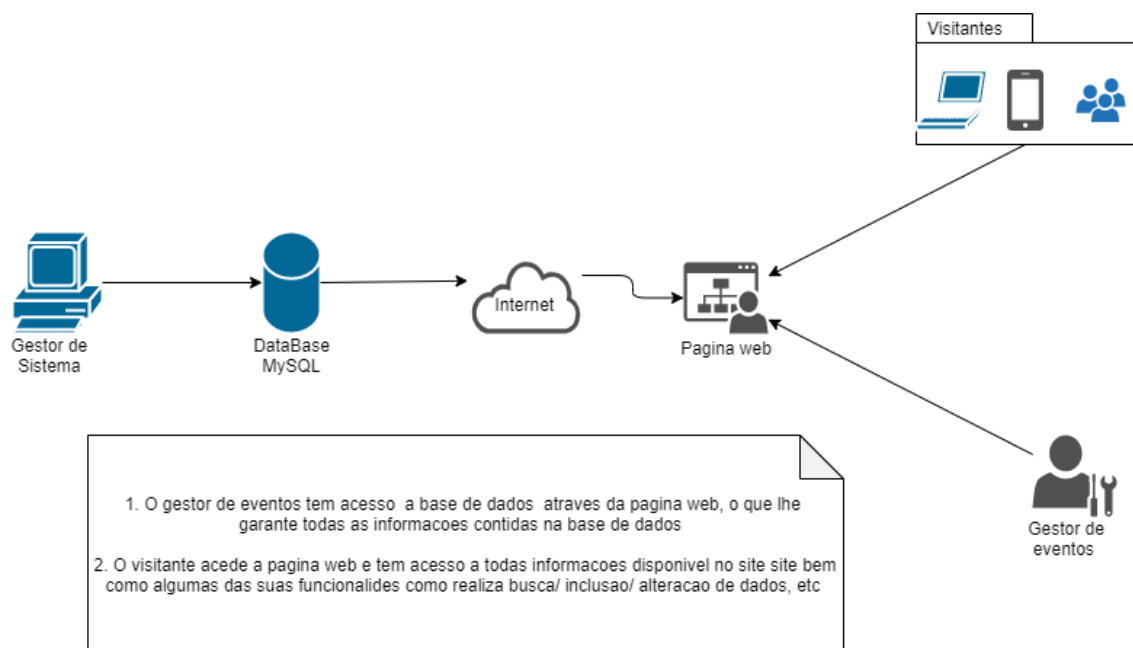 Visitantes
Internet
Gestor de
Sistema
DataBase
MySQL
Pagina web
Gestor de
eventos
1. O gestor de eventos tem acesso a base de dados atraves da pagina web, o que lhe
garante todas as informacoes contidas na base de dados
2. O visitante acede a pagina web e tem acesso a todas informacoes disponivel no site site bem
como algumas das suas funcionalides como realiza busca/ inclusao/ alteracao de dados, etc